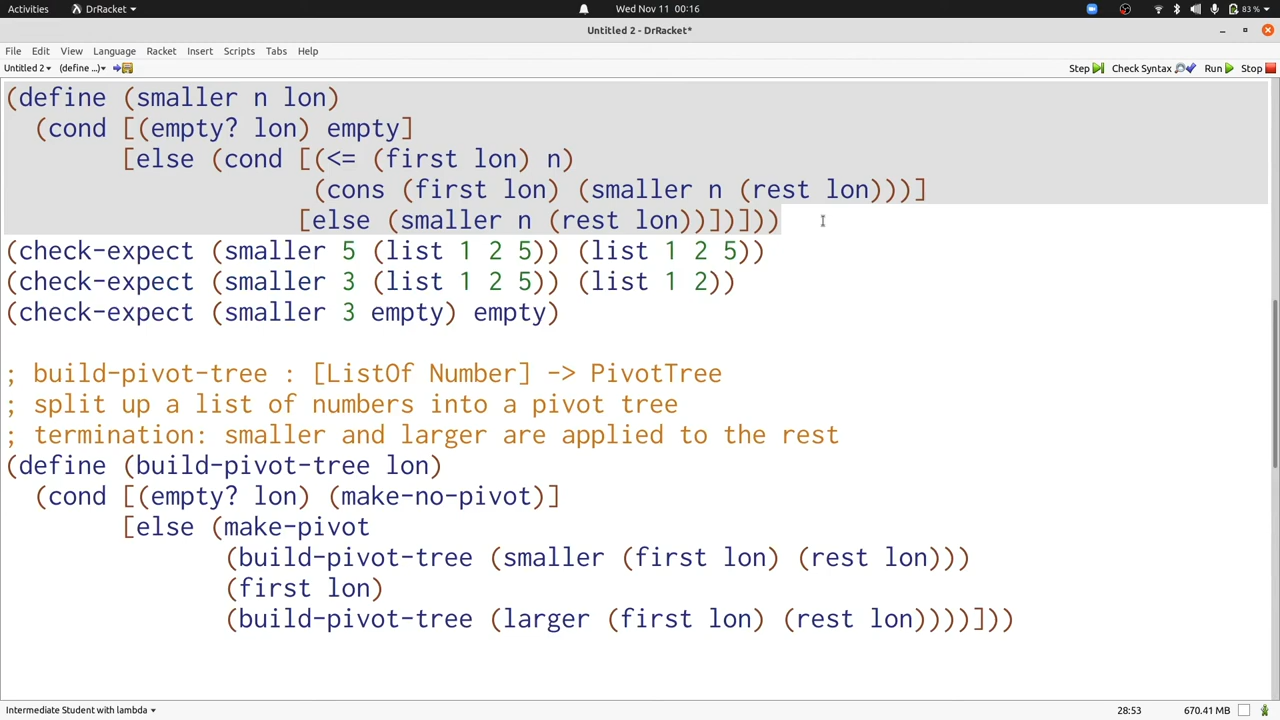 Activities DrRacket Wed Nov 11 00:16 83 %
Untitled 2 - DrRacket*
File Edit View Language Racket Insert Scripts Tabs Help
Untitled 2 (define ...) Step Check Syntax Run Stop
(define (smaller n lon)
  (cond [(empty? lon) empty]
        [else (cond [(<= (first lon) n)
                     (cons (first lon) (smaller n (rest lon)))]
                    [else (smaller n (rest lon))])]))
(check-expect (smaller 5 (list 1 2 5)) (list 1 2 5))
(check-expect (smaller 3 (list 1 2 5)) (list 1 2))
(check-expect (smaller 3 empty) empty)
; build-pivot-tree : [ListOf Number] -> PivotTree
; split up a list of numbers into a pivot tree
; termination: smaller and larger are applied to the rest
(define (build-pivot-tree lon)
  (cond [(empty? lon) (make-no-pivot)]
        [else (make-pivot
               (build-pivot-tree (smaller (first lon) (rest lon)))
               (first lon)
               (build-pivot-tree (larger (first lon) (rest lon))))]))
Intermediate Student with lambda 28:53 670.41 MB